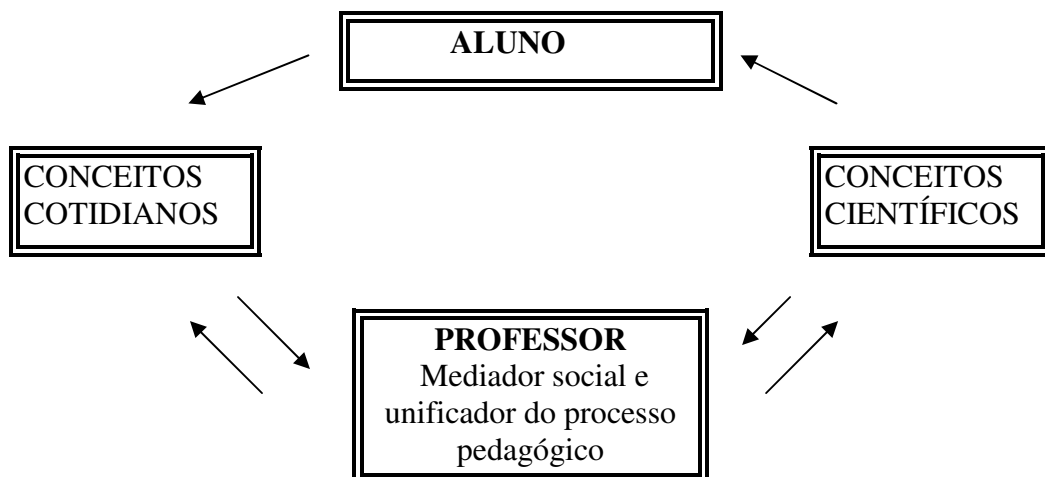 ALUNO
CONCEITOS
COTIDIANOS
CONCEITOS
CIENTÍFICOS
PROFESSOR
Mediador social e
unificador do processo
pedagógico